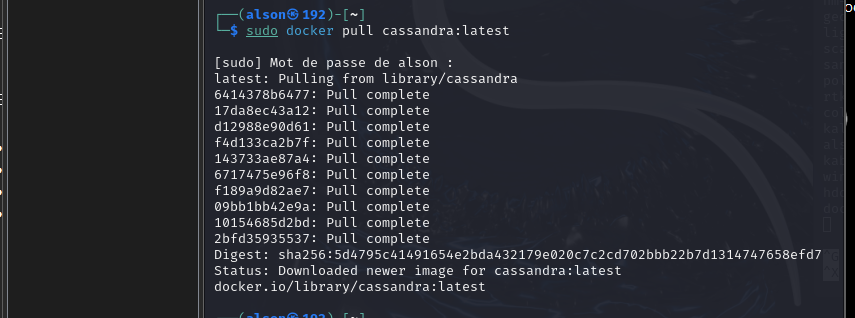 ┌──(alson㉿192)-[~]
└─$ sudo docker pull cassandra:latest
[sudo] Mot de passe de alson :
latest: Pulling from library/cassandra
6414378b6477: Pull complete
17da8ec43a12: Pull complete
d12988e90d61: Pull complete
f4d133ca2b7f: Pull complete
143733ae87a4: Pull complete
6717475e96f8: Pull complete
f189a9d82ae7: Pull complete
09bb1bb42e9a: Pull complete
10154685d2bd: Pull complete
2bfd35935537: Pull complete
Digest: sha256:5d4795c41491654e2bda432179e020c7c2cd702bbb22b7d1314747658efd7
Status: Downloaded newer image for cassandra:latest
docker.io/library/cassandra:latest
┌──(alson㉿192)-[~]